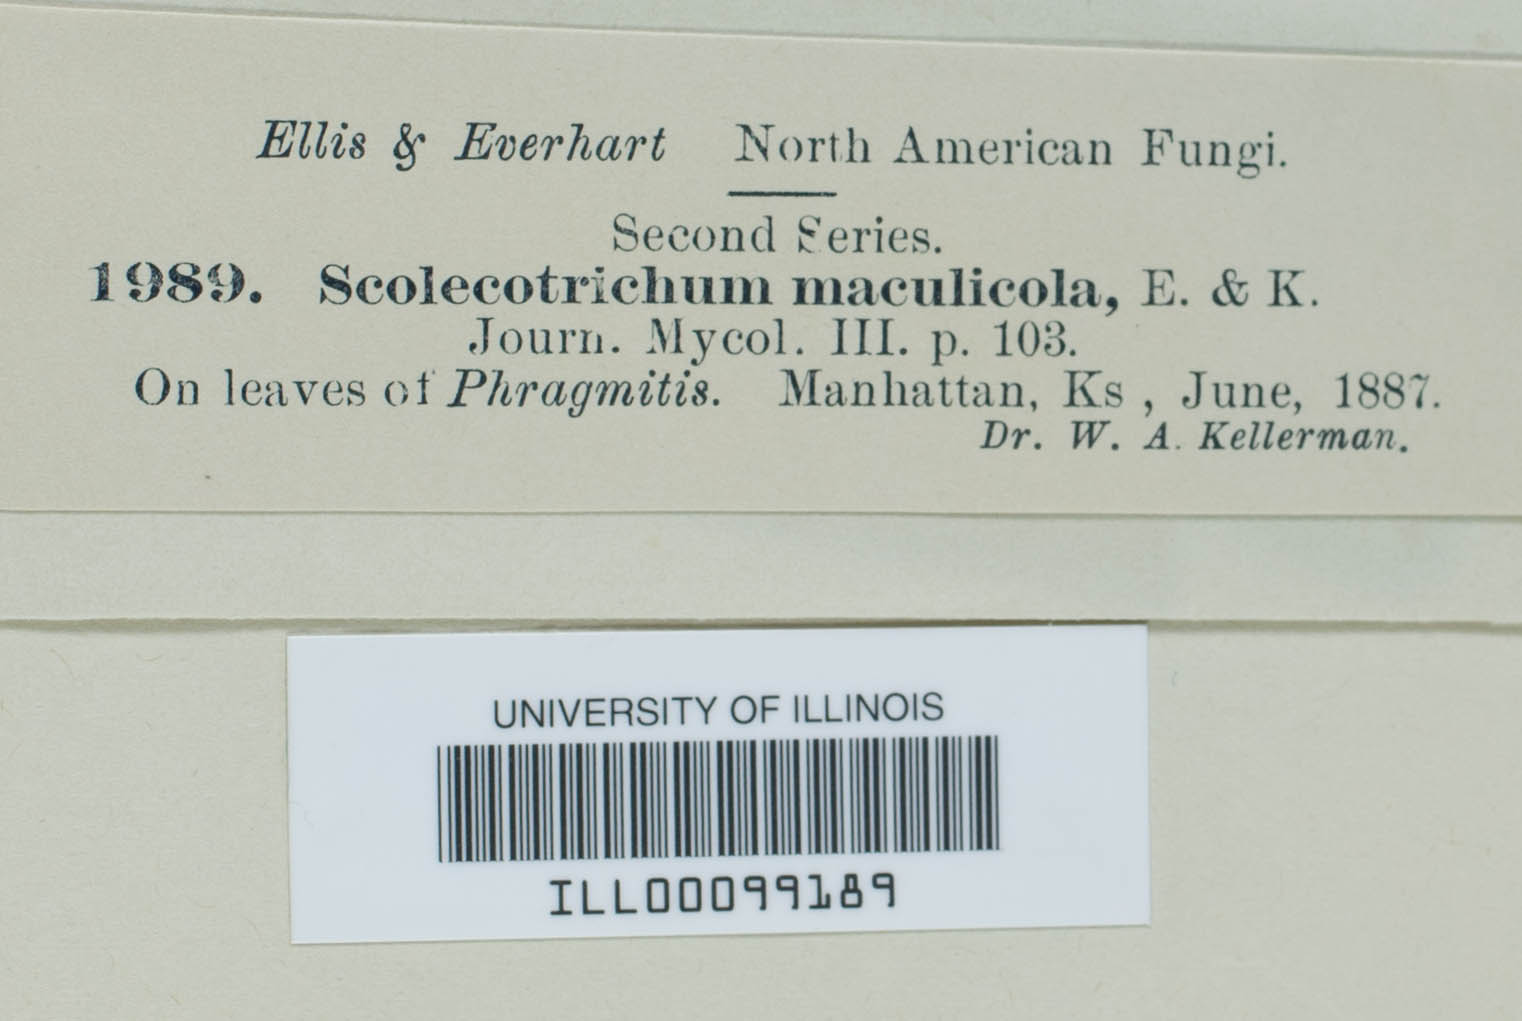 Ellis & Everhart North American Fungi.
Second Series.
1989. Scolecotrichum maculicola, E. & K.
Journ. Mycol. III. p. 103.
On leaves of Phragmitis. Manhattan, Ks , June, 1887.
Dr. W. A. Kellerman.
UNIVERSITY OF ILLINOIS
ILL00099189